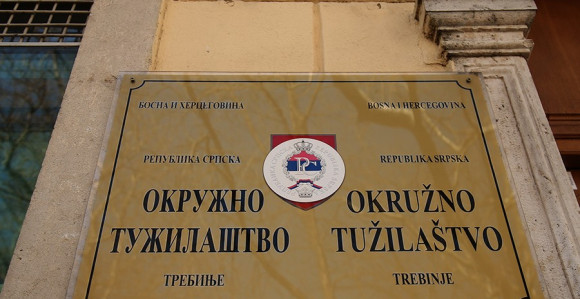 БОСНА И ХЕРЦЕГОВИНА
РЕПУБЛИКА СРПСКА
ОКРУЖНО
ТУЖИЛАШТВО
ТРЕБИЊЕ
BOSNA I HERCEGOVINA
REPUBLIKA SRPSKA
OKRUŽNO
TUŽILAŠTVO
TREBINJE